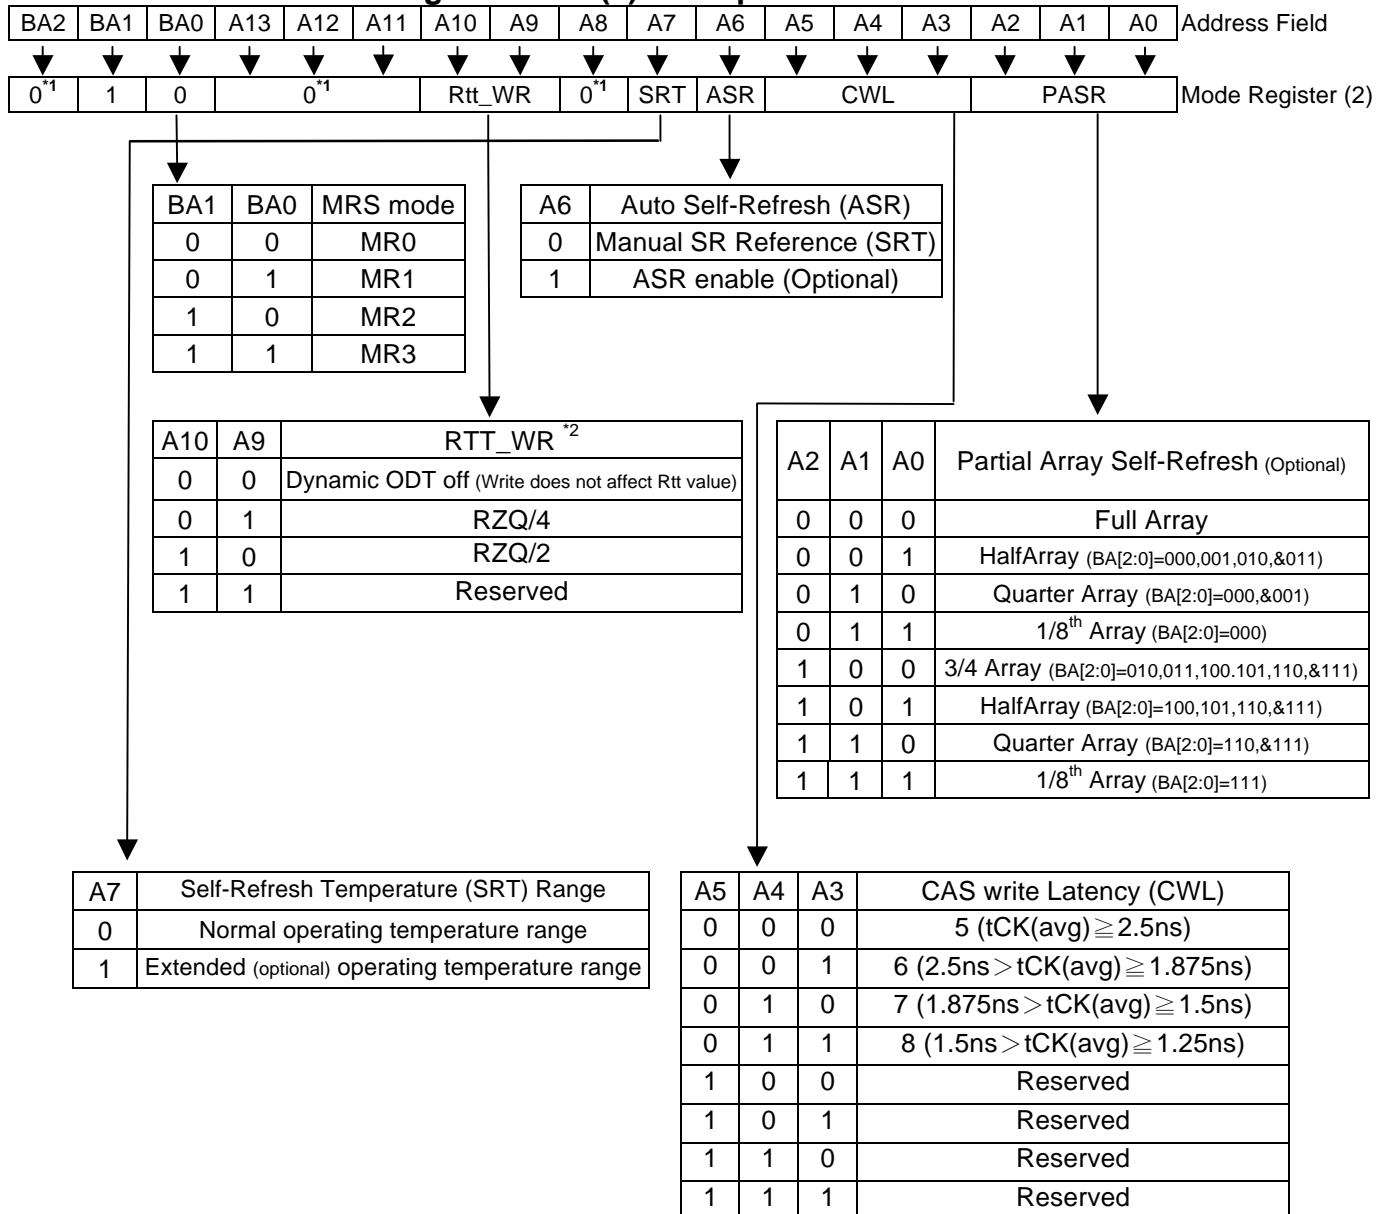 BA2 BA1 BA0 A13 A12 A11 A10 A9 A8 A7 A6 A5 A4 A3 A2 A1 A0 Address Field
0*1 1 0 0*1 Rtt_WR 0*1 SRT ASR CWL PASR Mode Register (2)
BA1 BA0 MRS mode
0 0 MR0
0 1 MR1
1 0 MR2
1 1 MR3
A6 Auto Self-Refresh (ASR)
0 Manual SR Reference (SRT)
1 ASR enable (Optional)
A10 A9 RTT_WR *2
0 0 Dynamic ODT off (Write does not affect Rtt value)
0 1 RZQ/4
1 0 RZQ/2
1 1 Reserved
A2 A1 A0 Partial Array Self-Refresh (Optional)
0 0 0 Full Array
0 0 1 HalfArray (BA[2:0]=000,001,010,&011)
0 1 0 Quarter Array (BA[2:0]=000,&001)
0 1 1 1/8th Array (BA[2:0]=000)
1 0 0 3/4 Array (BA[2:0]=010,011,100.101,110,&111)
1 0 1 HalfArray (BA[2:0]=100,101,110,&111)
1 1 0 Quarter Array (BA[2:0]=110,&111)
1 1 1 1/8th Array (BA[2:0]=111)
A7 Self-Refresh Temperature (SRT) Range
0 Normal operating temperature range
1 Extended (optional) operating temperature range
A5 A4 A3 CAS write Latency (CWL)
0 0 0 5 (tCK(avg)≧2.5ns)
0 0 1 6 (2.5ns>tCK(avg)≧1.875ns)
0 1 0 7 (1.875ns>tCK(avg)≧1.5ns)
0 1 1 8 (1.5ns>tCK(avg)≧1.25ns)
1 0 0 Reserved
1 0 1 Reserved
1 1 0 Reserved
1 1 1 Reserved